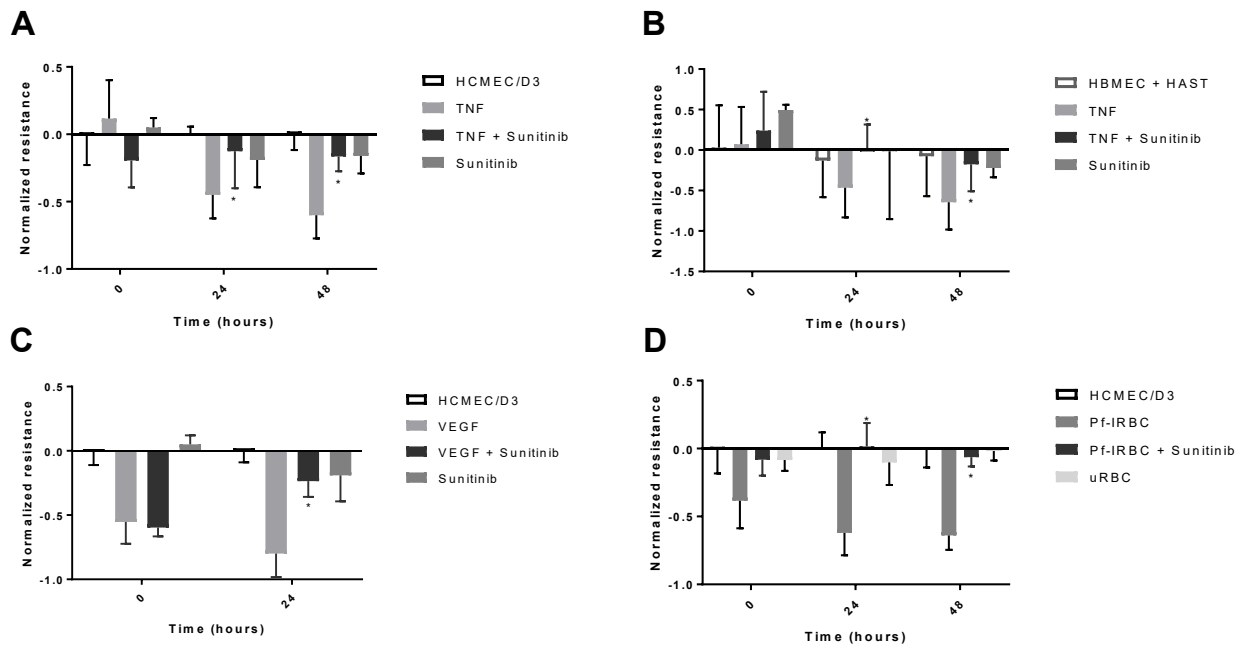 A
Normalized resistance
0.5
0.0
-0.5
-1.0
0
24
48
Time (hours)
HCMEC/D3
TNF
TNF + Sunitinib
Sunitinib
*
*
B
Normalized resistance
1.0
0.5
0.0
-0.5
-1.0
-1.5
0
24
48
Time (hours)
HBMEC + HAST
TNF
TNF + Sunitinib
Sunitinib
*
*
C
Normalized resistance
0.5
0.0
-0.5
-1.0
0
24
Time (hours)
HCMEC/D3
VEGF
VEGF + Sunitinib
Sunitinib
*
D
Normalized resistance
0.5
0.0
-0.5
-1.0
0
24
48
Time (hours)
HCMEC/D3
Pf-IRBC
Pf-IRBC + Sunitinib
uRBC
*
*